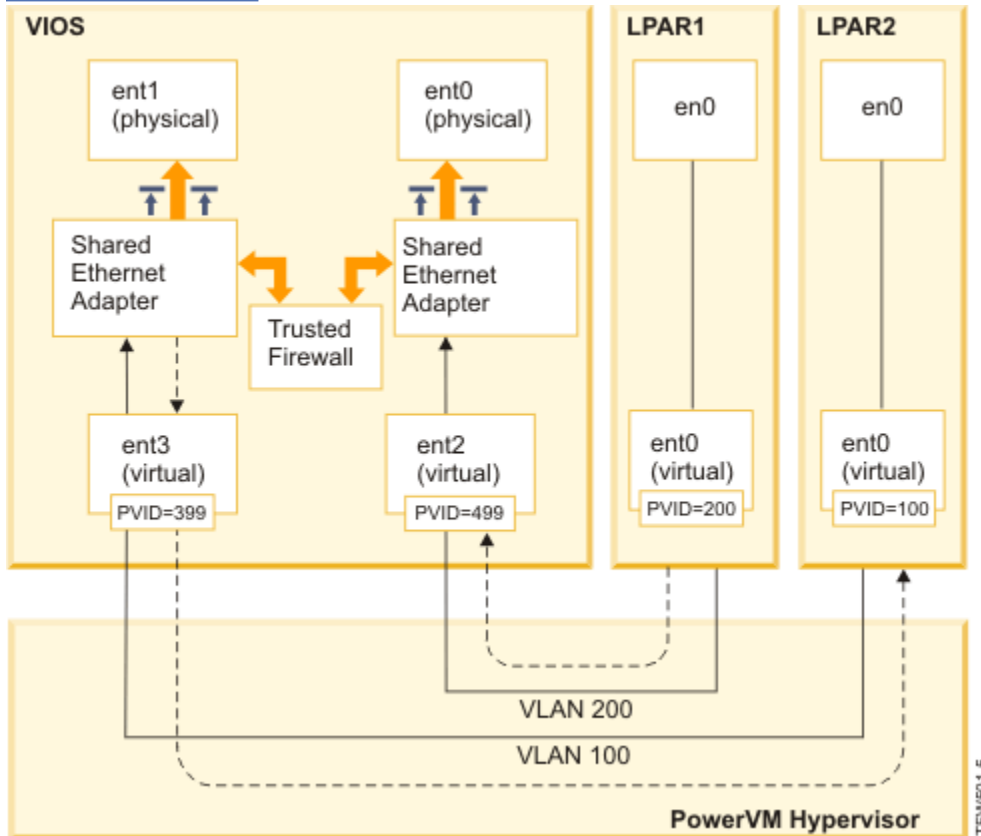 VIOS
ent1
(physical)
ent0
(physical)
Shared
Ethernet
Adapter
Shared
Ethernet
Adapter
Trusted
Firewall
ent3
(virtual)
PVID=399
ent2
(virtual)
PVID=499
LPAR1
en0
ent0
(virtual)
PVID=200
LPAR2
en0
ent0
(virtual)
PVID=100
VLAN 200
VLAN 100
PowerVM Hypervisor